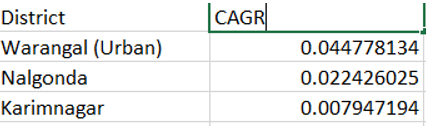 District CAGR
Warangal (Urban) 0.044778134
Nalgonda 0.022426025
Karimnagar 0.007947194